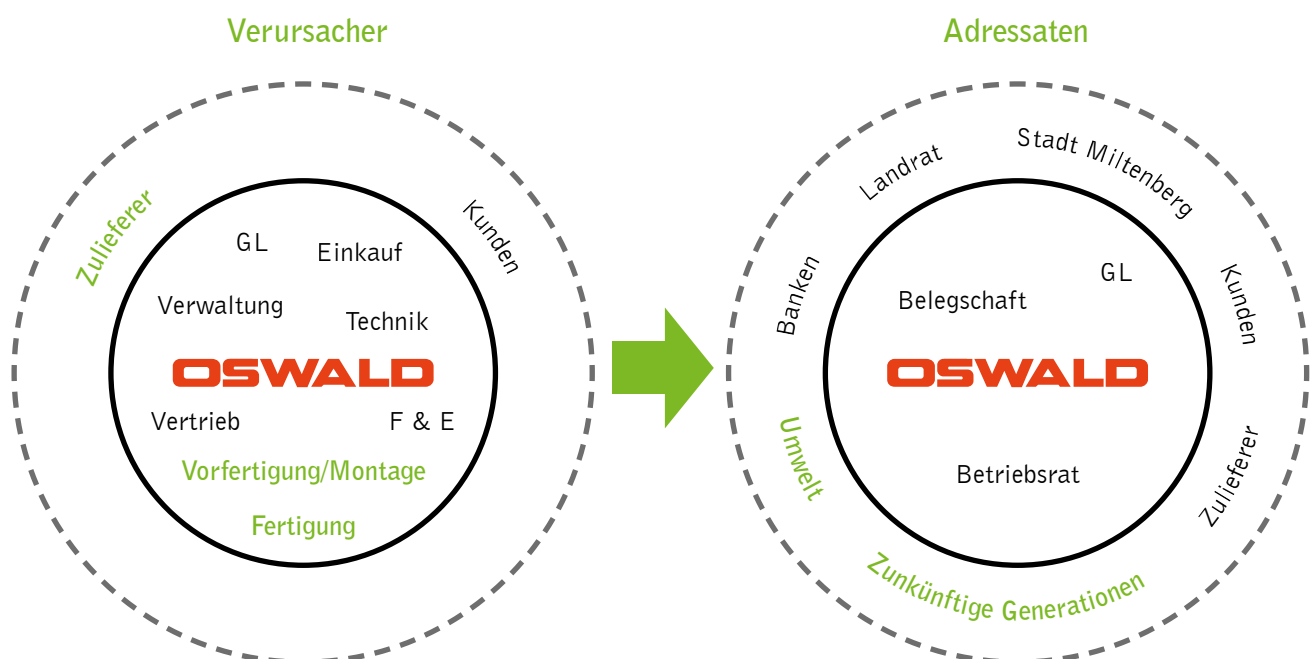 Verursacher
Zulieferer
Kunden
GL
Einkauf
Verwaltung
Technik
OSWALD
Vertrieb
F & E
Vorfertigung/Montage
Fertigung
Adressaten
Landrat
Stadt Miltenberg
Banken
Kunden
GL
Belegschaft
OSWALD
Umwelt
Betriebsrat
Zulieferer
Zunkünftige Generationen